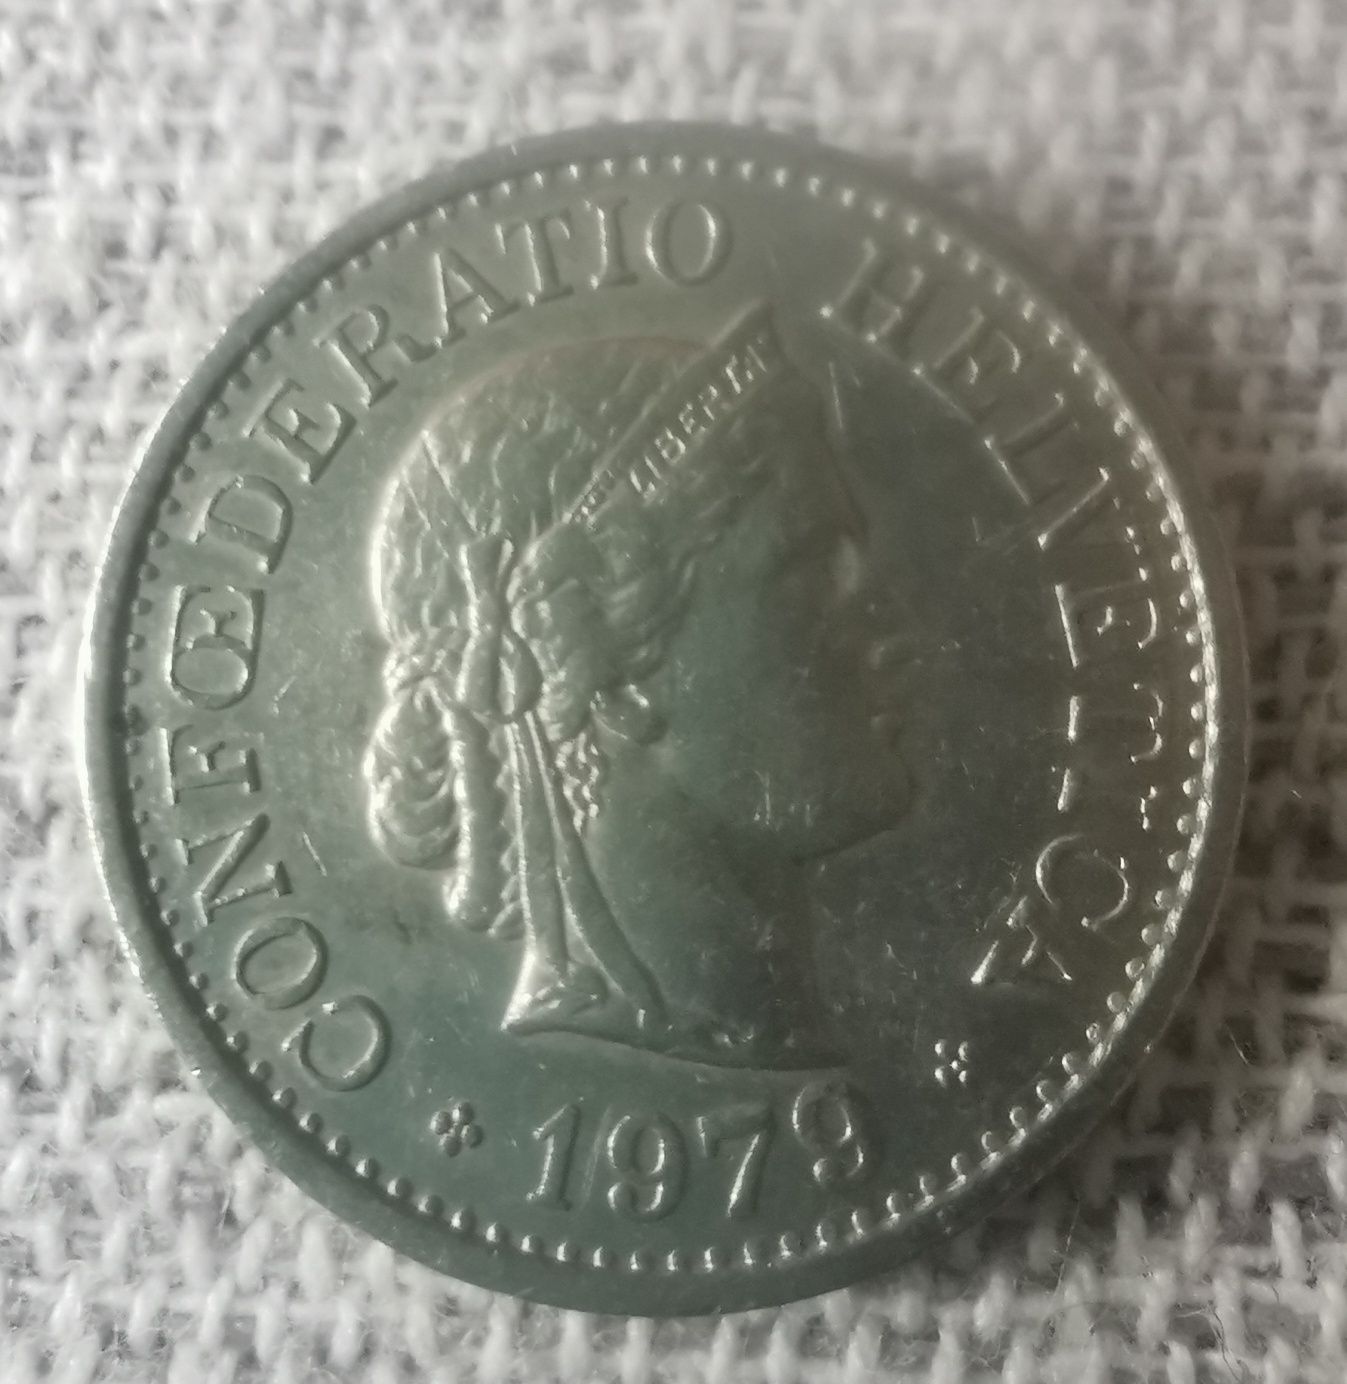 CONFŒDERATIO HELVETICA
LIBERTAS
1979